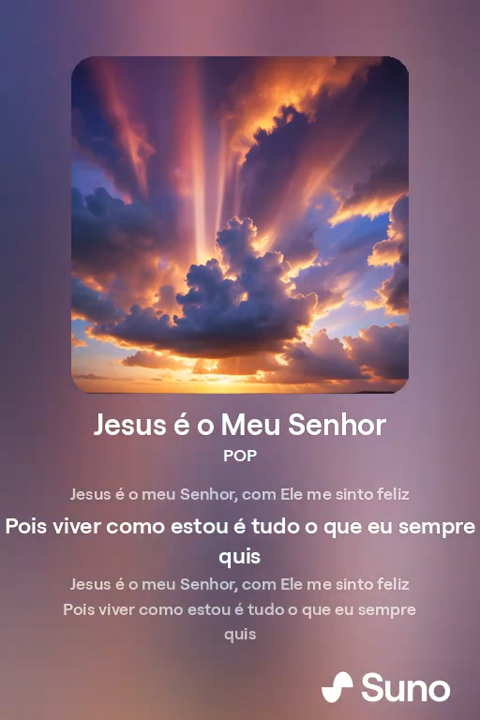 Jesus é o Meu Senhor
POP
Jesus é o meu Senhor, com Ele me sinto feliz
Pois viver como estou é tudo o que eu sempre
quis
Jesus é o meu Senhor, com Ele me sinto feliz
Pois viver como estou é tudo o que eu sempre
quis
Suno